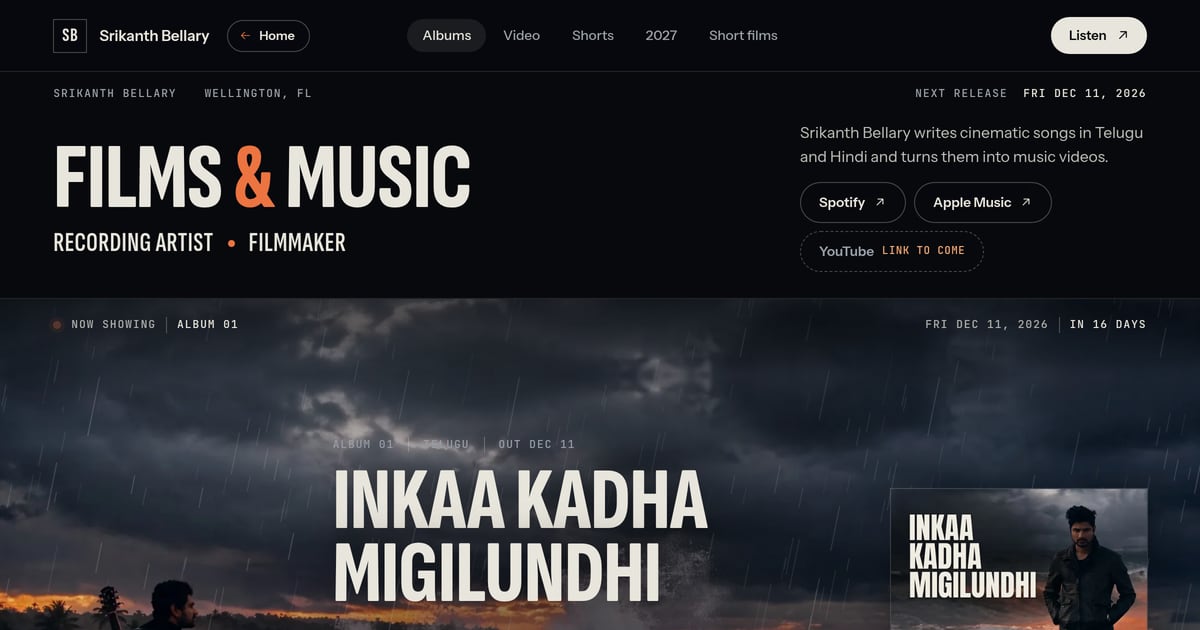 SB Srikanth Bellary ← Home Albums Video Shorts 2027 Short films Listen ↗
SRIKANTH BELLARY WELLINGTON, FL NEXT RELEASE FRI DEC 11, 2026
FILMS & MUSIC
RECORDING ARTIST • FILMMAKER
Srikanth Bellary writes cinematic songs in Telugu
and Hindi and turns them into music videos.
Spotify ↗ Apple Music ↗
YouTube LINK TO COME
NOW SHOWING | ALBUM 01 FRI DEC 11, 2026 | IN 16 DAYS
ALBUM 01 | TELUGU | OUT DEC 11
INKAA KADHA
MIGILUNDHI
INKAA
KADHA
MIGILUNDHI